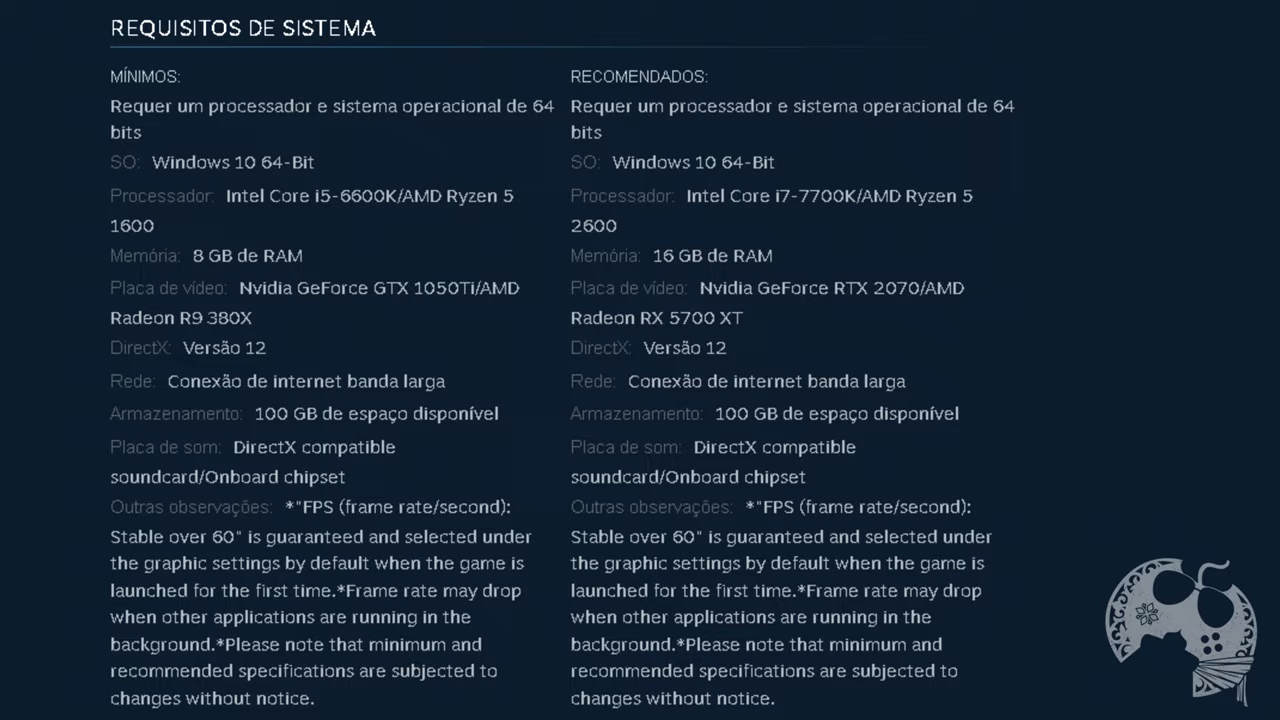 REQUISITOS DE SISTEMA
MÍNIMOS:
Requer um processador e sistema operacional de 64
bits
SO: Windows 10 64-Bit
Processador: Intel Core i5-6600K/AMD Ryzen 5
1600
Memória: 8 GB de RAM
Placa de vídeo: Nvidia GeForce GTX 1050Ti/AMD
Radeon R9 380X
DirectX: Versão 12
Rede: Conexão de internet banda larga
Armazenamento: 100 GB de espaço disponível
Placa de som: DirectX compatible
soundcard/Onboard chipset
Outras observações: *"FPS (frame rate/second):
Stable over 60" is guaranteed and selected under
the graphic settings by default when the game is
launched for the first time.*Frame rate may drop
when other applications are running in the
background.*Please note that minimum and
recommended specifications are subjected to
changes without notice.
RECOMENDADOS:
Requer um processador e sistema operacional de 64
bits
SO: Windows 10 64-Bit
Processador: Intel Core i7-7700K/AMD Ryzen 5
2600
Memória: 16 GB de RAM
Placa de vídeo: Nvidia GeForce RTX 2070/AMD
Radeon RX 5700 XT
DirectX: Versão 12
Rede: Conexão de internet banda larga
Armazenamento: 100 GB de espaço disponível
Placa de som: DirectX compatible
soundcard/Onboard chipset
Outras observações: *"FPS (frame rate/second):
Stable over 60" is guaranteed and selected under
the graphic settings by default when the game is
launched for the first time.*Frame rate may drop
when other applications are running in the
background.*Please note that minimum and
recommended specifications are subjected to
changes without notice.